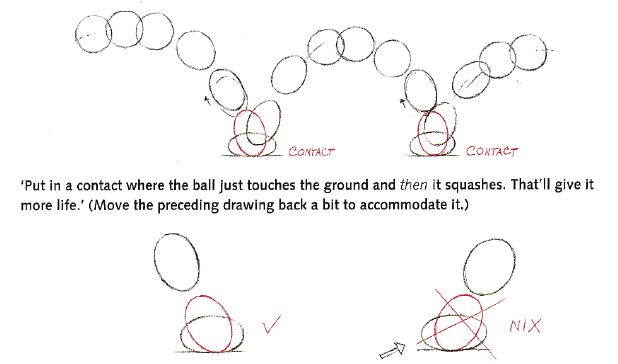 CONTACT
CONTACT
'Put in a contact where the ball just touches the ground and then it squashes. That'll give it
more life.' (Move the preceding drawing back a bit to accommodate it.)
NIX